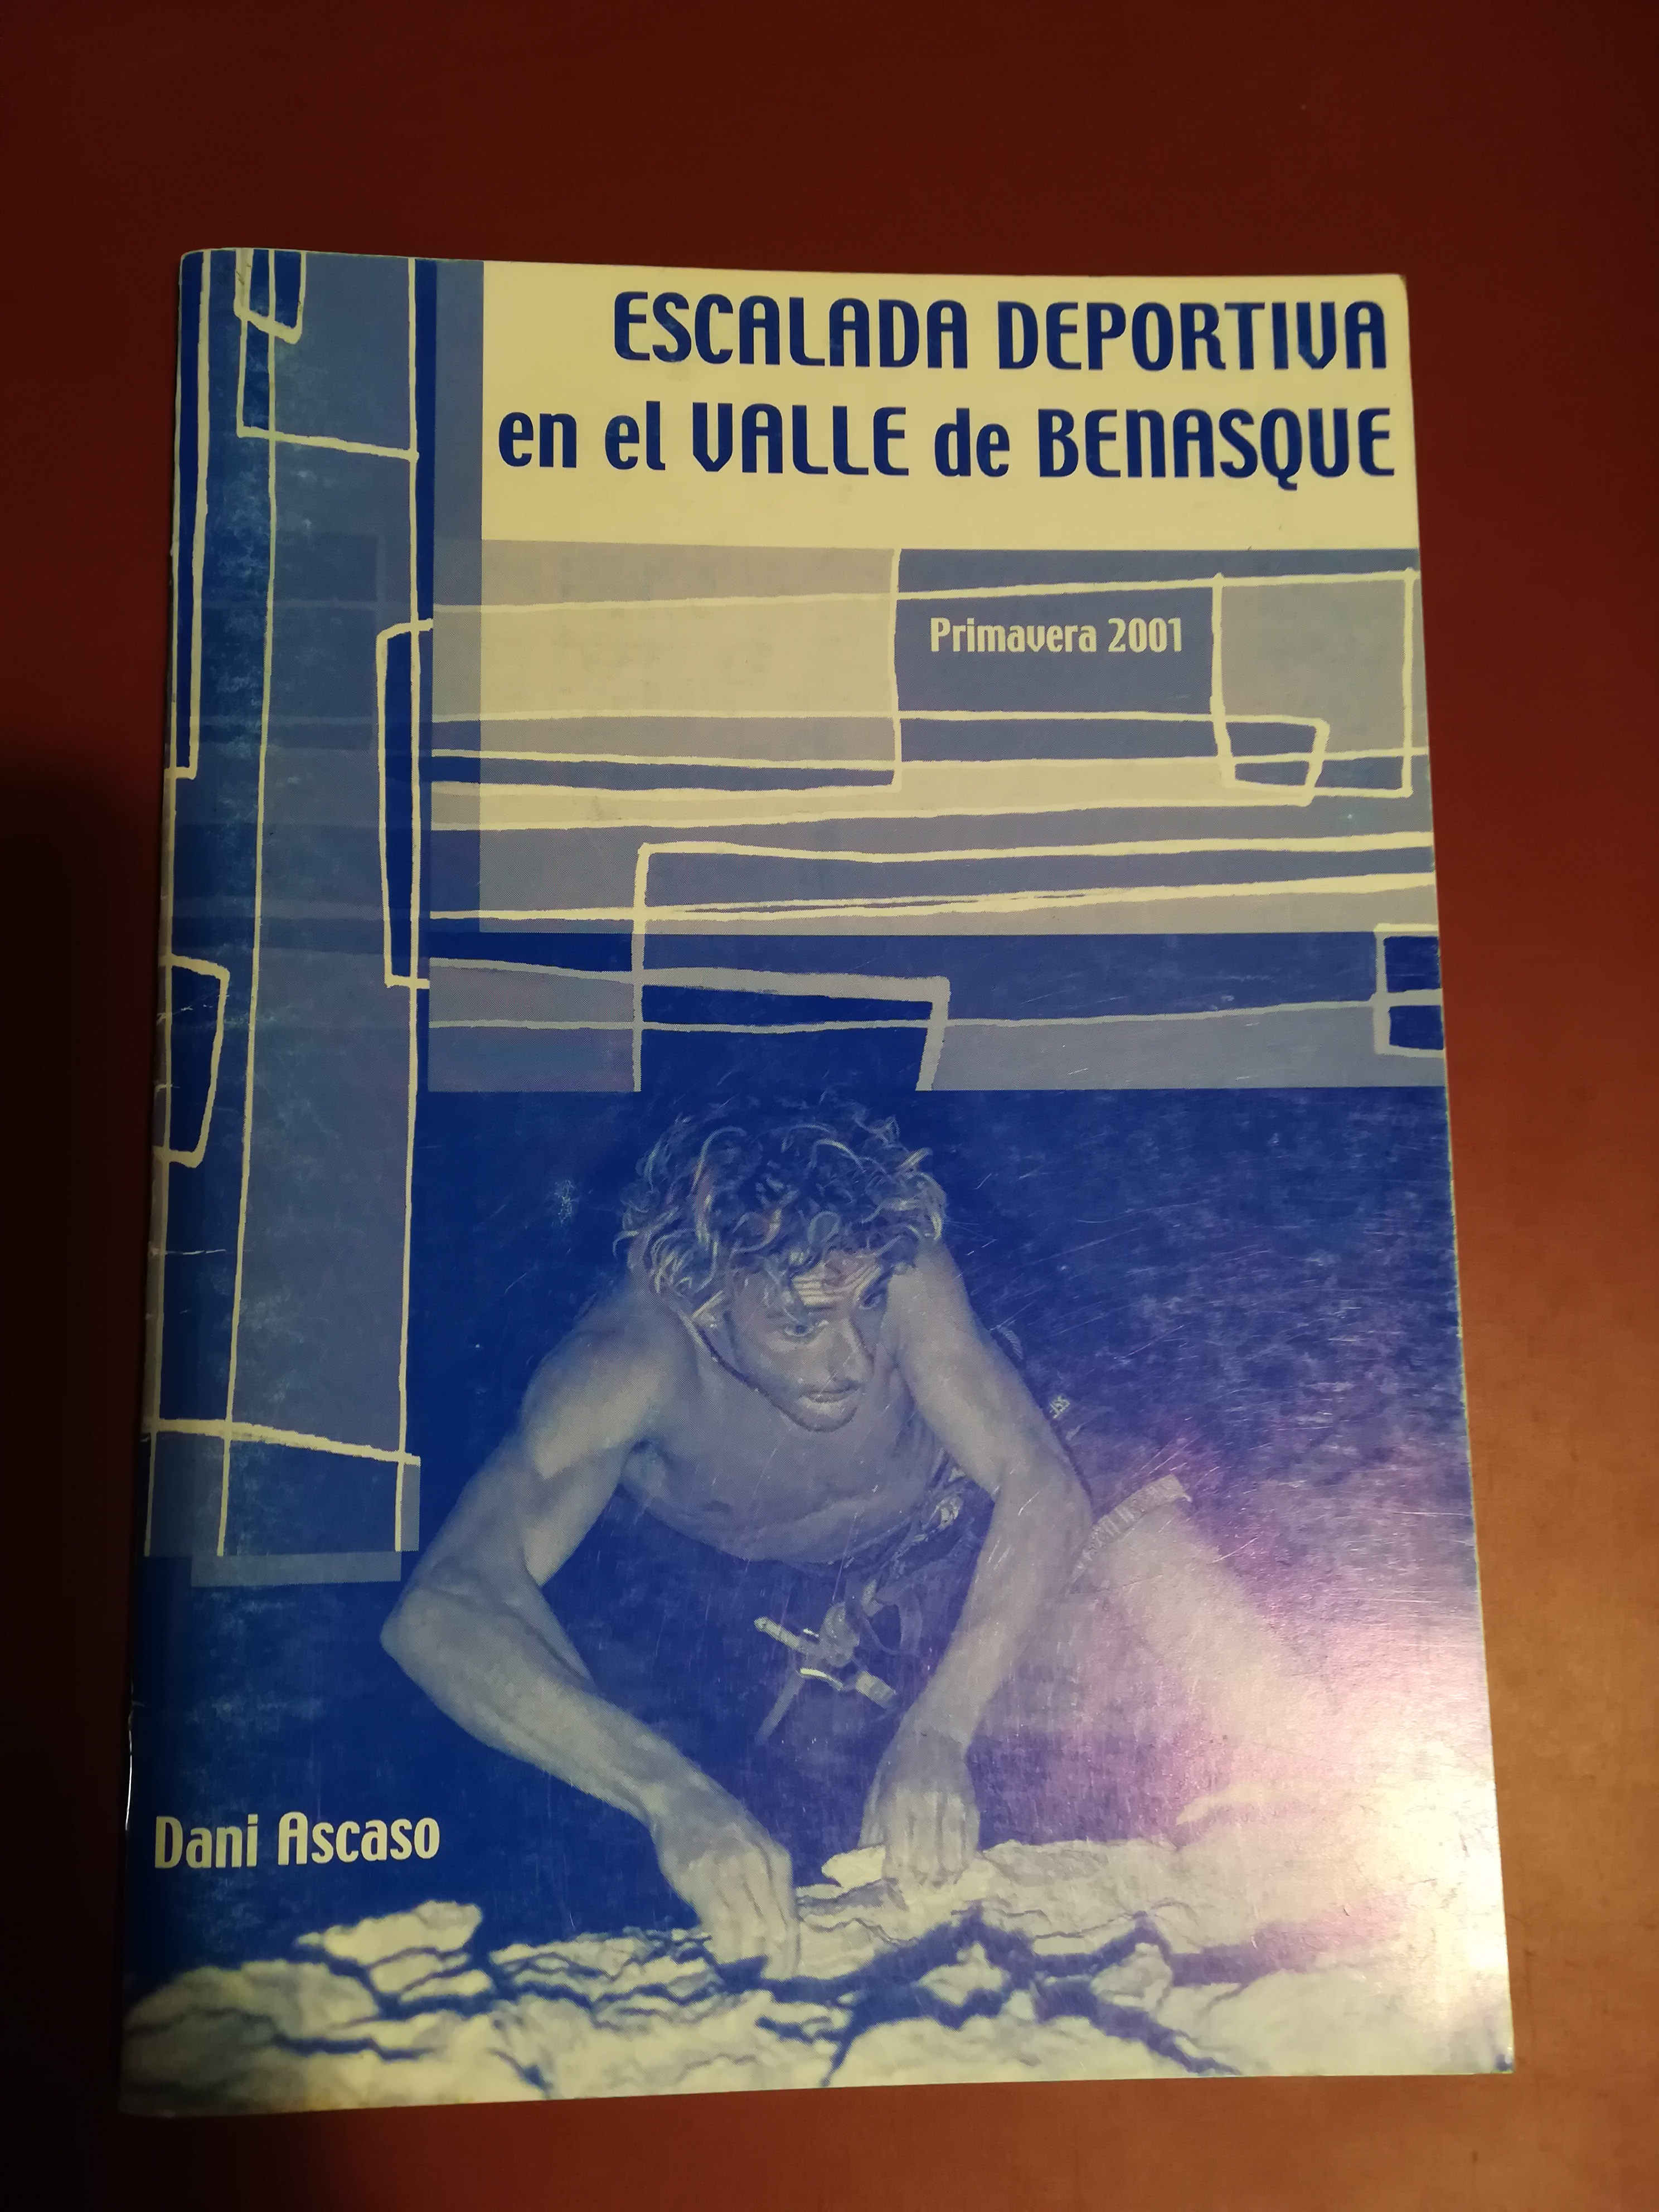 ESCALADA DEPORTIVA
en el VALLE de BENASQUE
Primavera 2001
Dani Ascaso